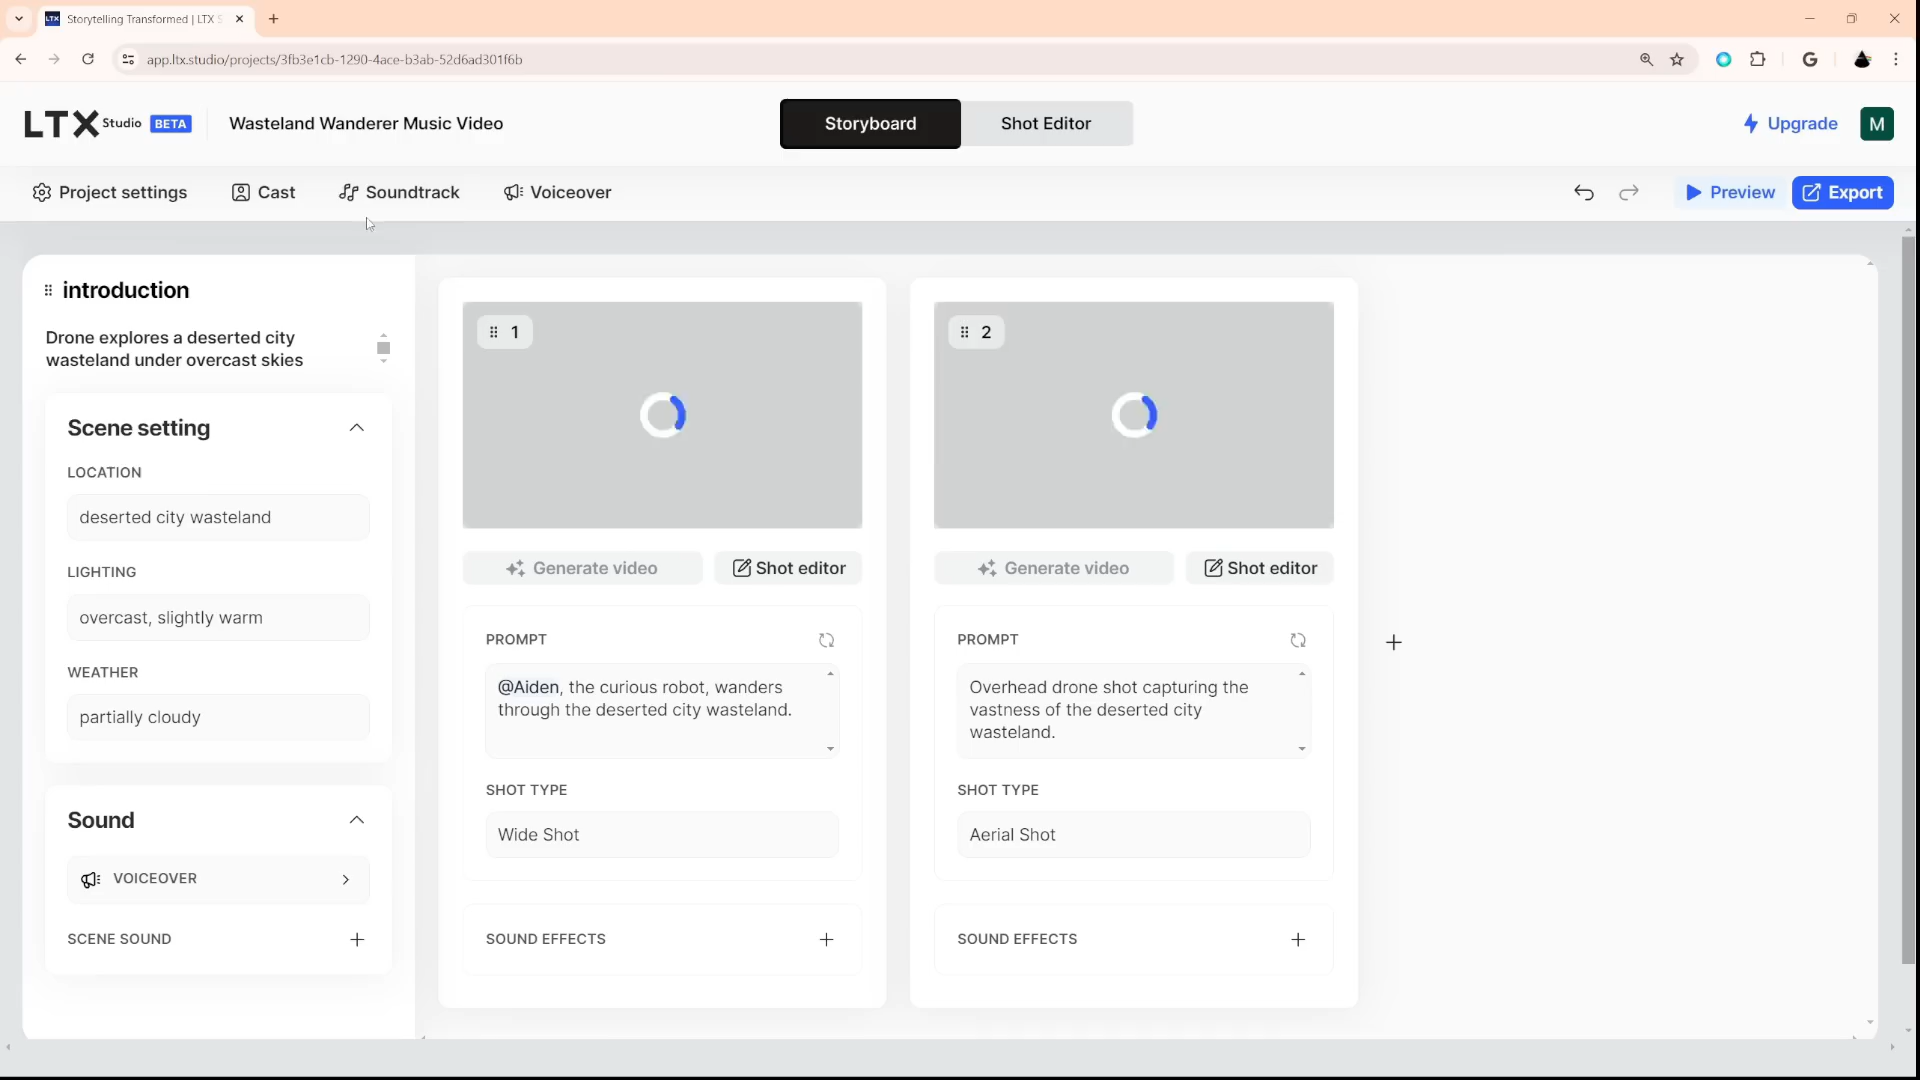 LTX Storytelling Transformed | LTX S
app.ltx.studio/projects/3fb3e1cb-1290-4ace-b3ab-52d6ad301f6b
G
LTX Studio BETA
Wasteland Wanderer Music Video
Storyboard
Shot Editor
Upgrade
M
Project settings
Cast
Soundtrack
Voiceover
Preview
Export
introduction
Drone explores a deserted city
wasteland under overcast skies
Scene setting
LOCATION
deserted city wasteland
LIGHTING
overcast, slightly warm
WEATHER
partially cloudy
Sound
VOICEOVER
SCENE SOUND
1
Generate video
Shot editor
PROMPT
@Aiden, the curious robot, wanders
through the deserted city wasteland.
SHOT TYPE
Wide Shot
SOUND EFFECTS
2
Generate video
Shot editor
PROMPT
Overhead drone shot capturing the
vastness of the deserted city
wasteland.
SHOT TYPE
Aerial Shot
SOUND EFFECTS